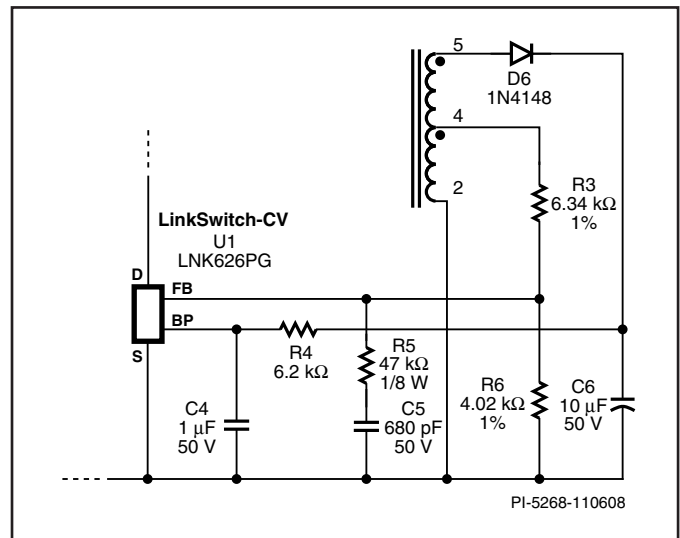 5
D6
1N4148
4
2
R3
6.34 kΩ
1%
LinkSwitch-CV
U1
LNK626PG
D
FB
BP
S
R4
6.2 kΩ
R5
47 kΩ
1/8 W
C4
1 μF
50 V
C5
680 pF
50 V
R6
4.02 kΩ
1%
C6
10 μF
50 V
PI-5268-110608